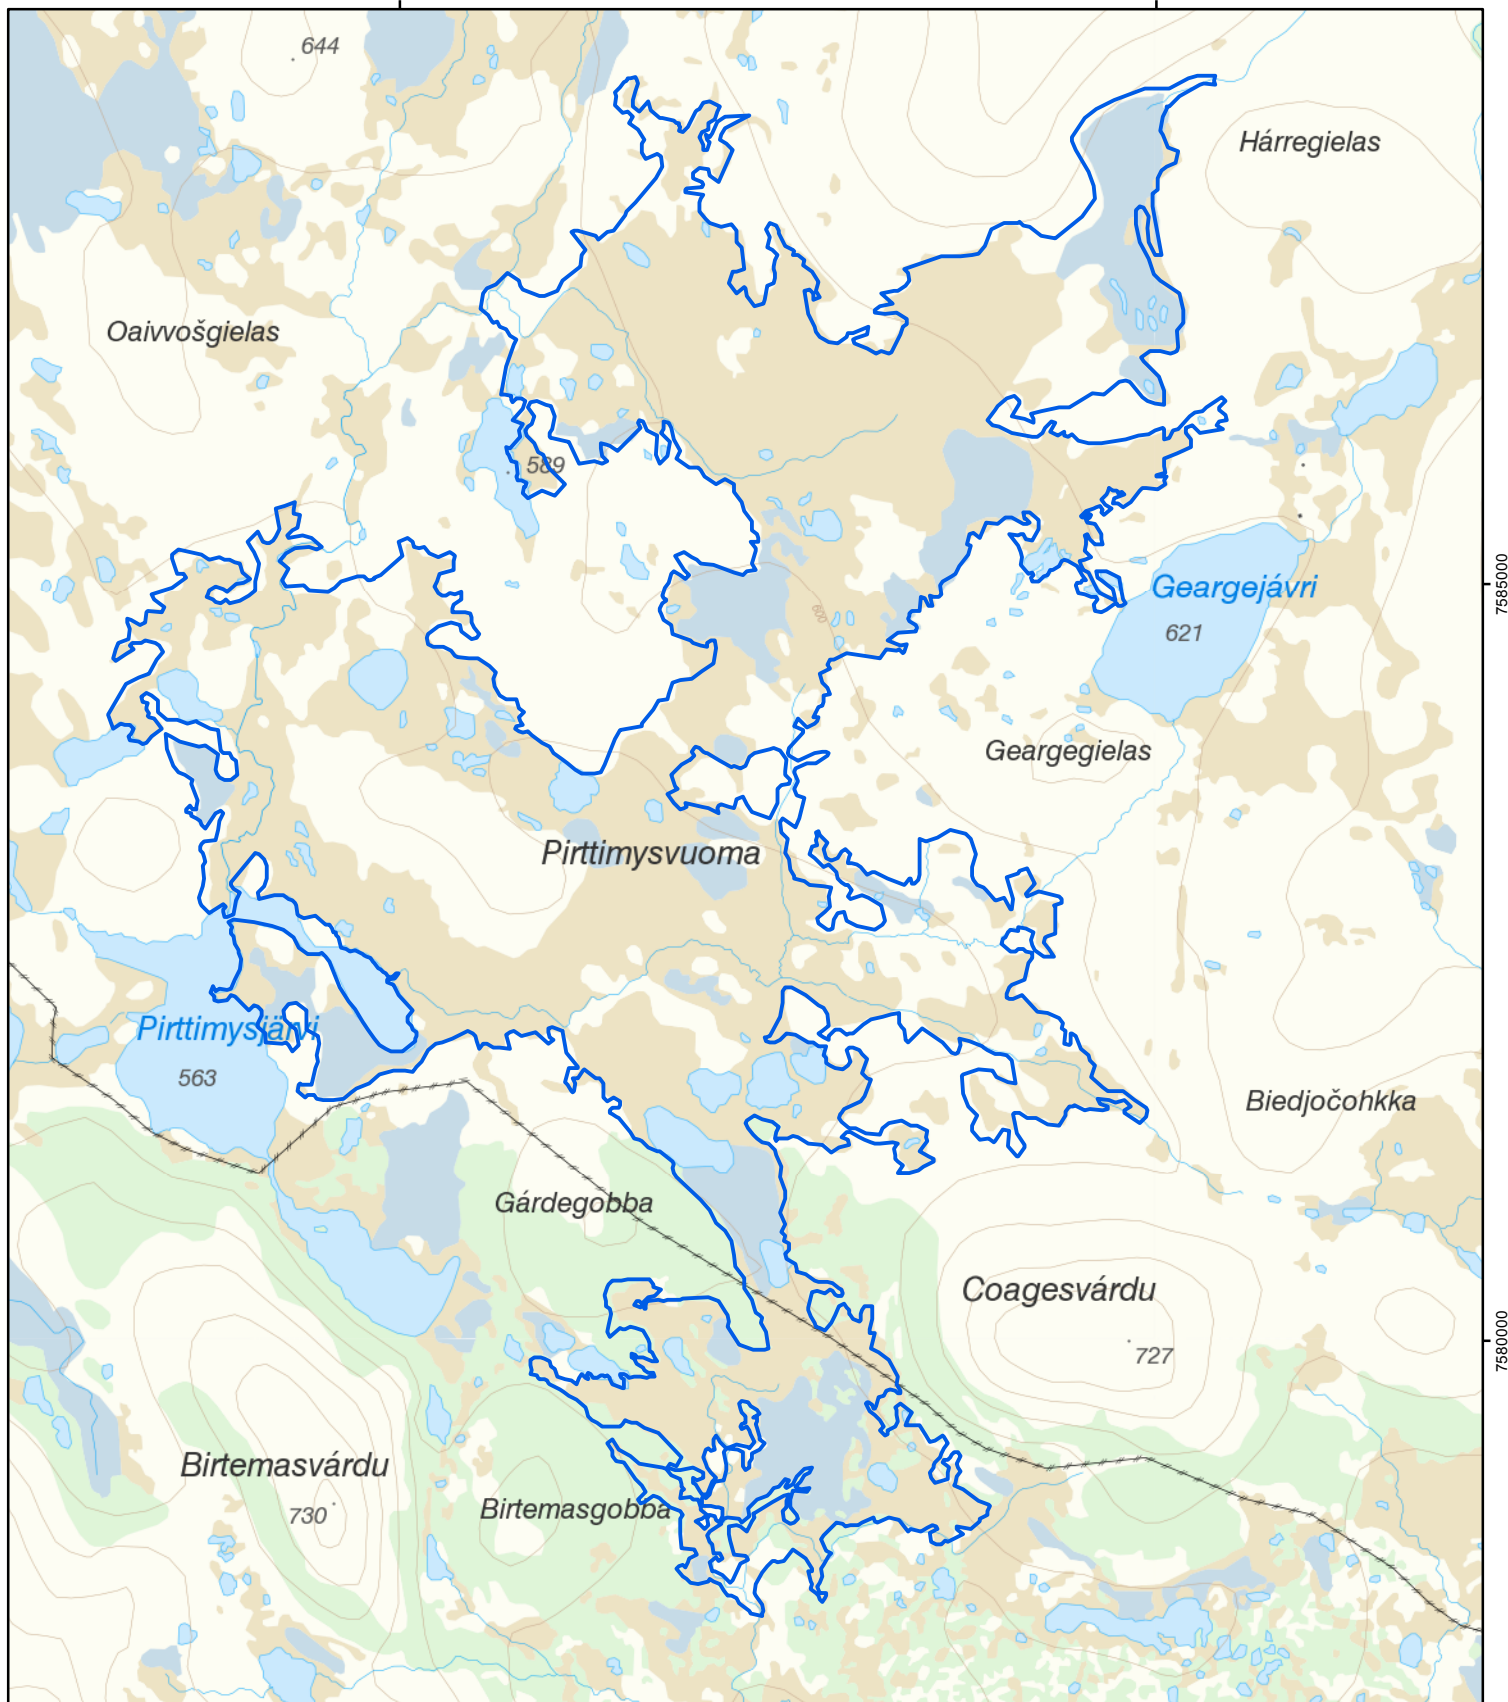 644
Hárregielas
Oaivvošgielas
589
7585000
Geargejávri
600
621
Geargegielas
Pirttimysvuoma
Pirttimysjärvi
563
Biedjočohkka
Gárdegobba
Coagesvárdu
7580000
727
Birtemasvárdu
Birtemasgobba
730